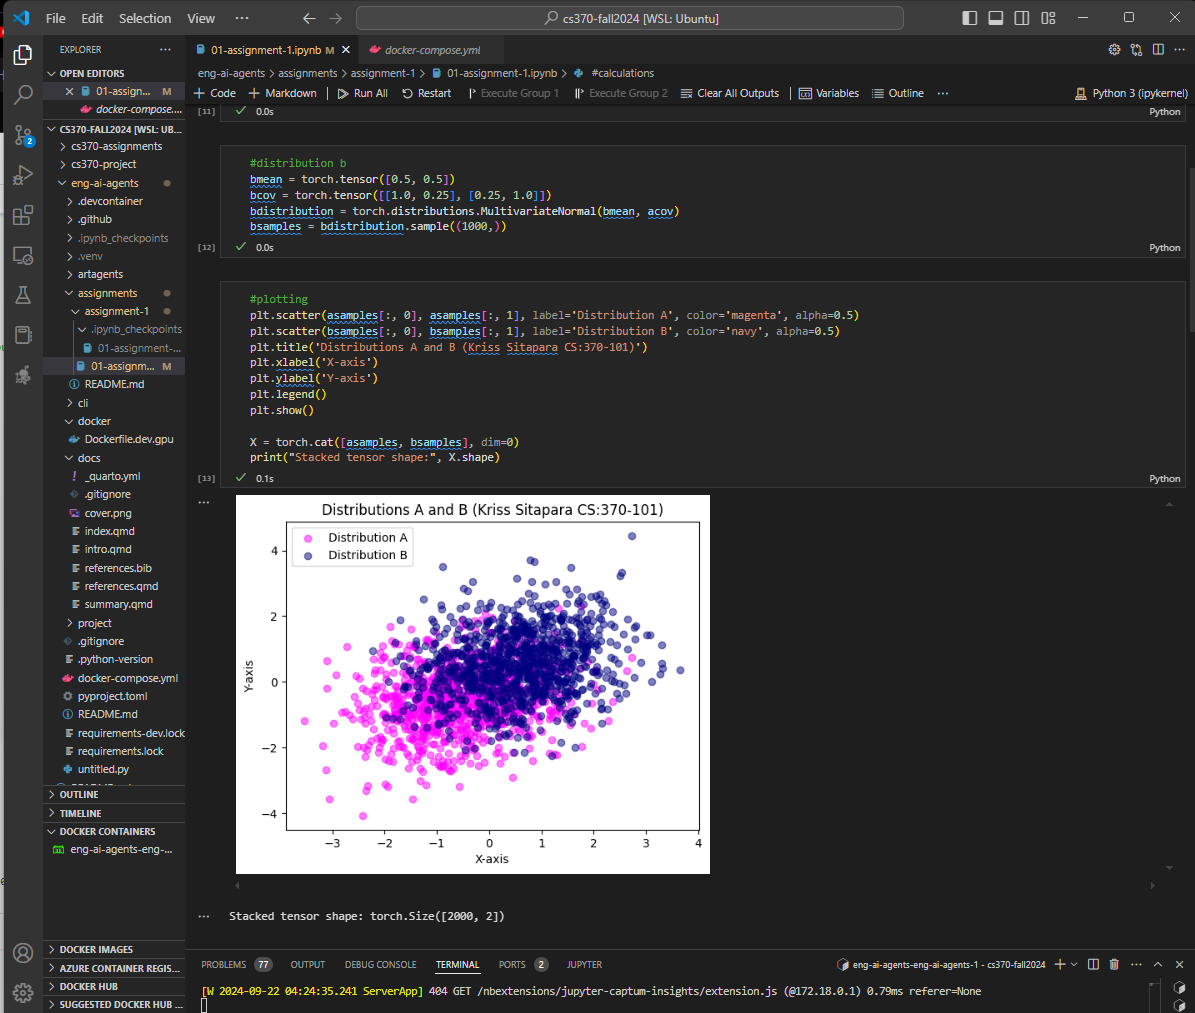 File Edit Selection View ··· cs370-fall2024 [WSL: Ubuntu]
EXPLORER ···
OPEN EDITORS
01-assign... M
docker-compose....
CS370-FALL2024 [WSL: UB...
cs370-assignments
cs370-project
eng-ai-agents
.devcontainer
.github
.ipynb_checkpoints
.venv
artagents
assignments
assignment-1
.ipynb_checkpoints
01-assignment-...
01-assignm... M
README.md
cli
docker
Dockerfile.dev.gpu
docs
_quarto.yml
.gitignore
cover.png
index.qmd
intro.qmd
references.bib
references.qmd
summary.qmd
project
.gitignore
.python-version
docker-compose.yml
pyproject.toml
README.md
requirements-dev.lock
requirements.lock
untitled.py
OUTLINE
TIMELINE
DOCKER CONTAINERS
eng-ai-agents-eng-...
DOCKER IMAGES
AZURE CONTAINER REGIS...
DOCKER HUB
SUGGESTED DOCKER HUB ...
2
01-assignment-1.ipynb M docker-compose.yml
eng-ai-agents > assignments > assignment-1 > 01-assignment-1.ipynb > #calculations
+ Code + Markdown Run All Restart Execute Group 1 Execute Group 2 Clear All Outputs Variables Outline ··· Python 3 (ipykernel)
[11] 0.0s Python
#distribution b
bmean = torch.tensor([0.5, 0.5])
bcov = torch.tensor([[1.0, 0.25], [0.25, 1.0]])
bdistribution = torch.distributions.MultivariateNormal(bmean, acov)
bsamples = bdistribution.sample((1000,))
[12] 0.0s Python
#plotting
plt.scatter(asamples[:, 0], asamples[:, 1], label='Distribution A', color='magenta', alpha=0.5)
plt.scatter(bsamples[:, 0], bsamples[:, 1], label='Distribution B', color='navy', alpha=0.5)
plt.title('Distributions A and B (Kriss Sitapara CS:370-101)')
plt.xlabel('X-axis')
plt.ylabel('Y-axis')
plt.legend()
plt.show()
X = torch.cat([asamples, bsamples], dim=0)
print("Stacked tensor shape:", X.shape)
[13] 0.1s Python
Distributions A and B (Kriss Sitapara CS:370-101)
Distribution A
Distribution B
4
2
0
−2
−4
Y-axis
−3 −2 −1 0 1 2 3 4
X-axis
Stacked tensor shape: torch.Size([2000, 2])
PROBLEMS 77 OUTPUT DEBUG CONSOLE TERMINAL PORTS 2 JUPYTER eng-ai-agents-eng-ai-agents-1 - cs370-fall2024
[W 2024-09-22 04:24:35.241 ServerApp] 404 GET /nbextensions/jupyter-captum-insights/extension.js (@172.18.0.1) 0.79ms referer=None